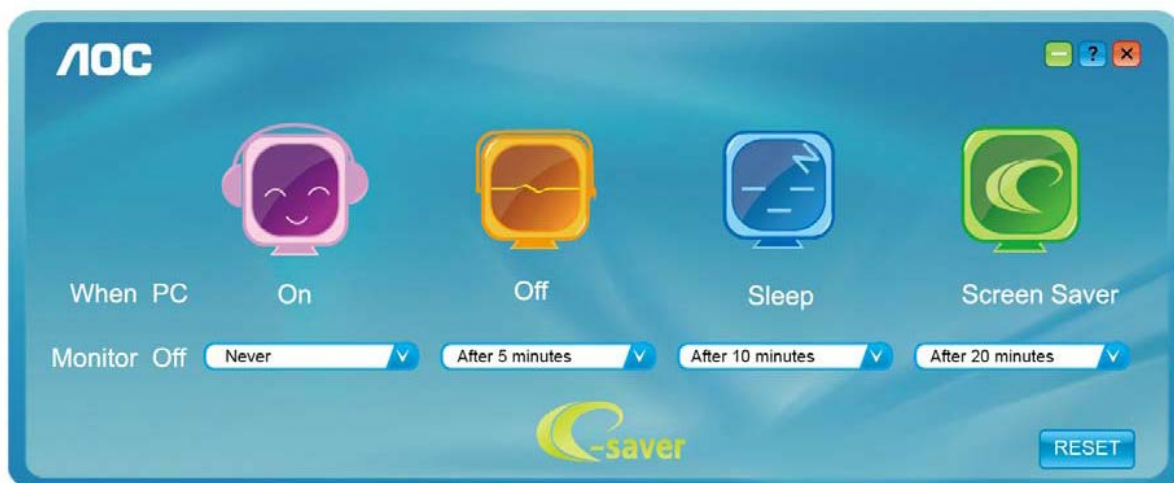 AOC
?
When PC On Off Sleep Screen Saver
Monitor Off Never After 5 minutes After 10 minutes After 20 minutes
e-saver
RESET